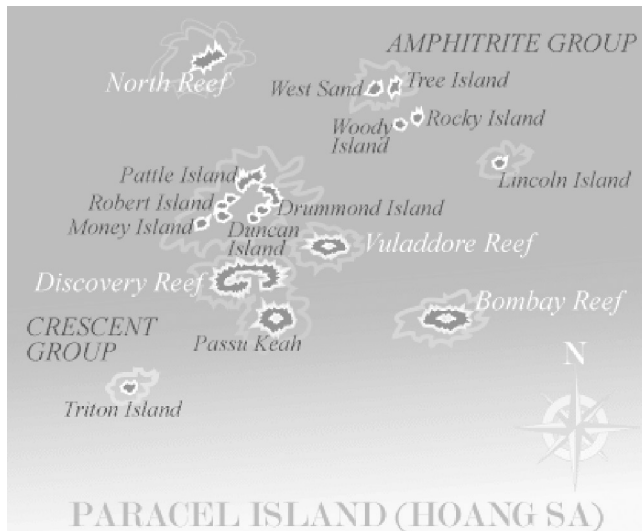 AMPHITRITE GROUP
North Reef
West Sand
Tree Island
Woody
Island
Rocky Island
Lincoln Island
Pattle Island
Robert Island
Money Island
Drummond Island
Duncan
Island
Vuladdore Reef
Discovery Reef
Bombay Reef
CRESCENT
GROUP
Passu Keah
Triton Island
N
PARACEL ISLAND (HOANG SA)